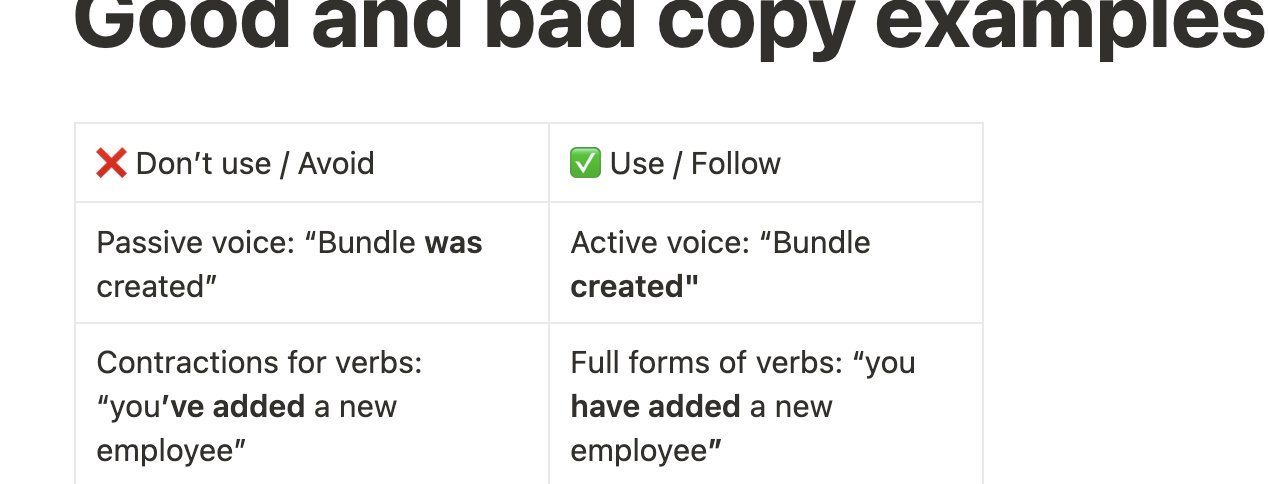 Good and bad copy examples
❌ Don’t use / Avoid
✅ Use / Follow
Passive voice: “Bundle was
created”
Active voice: “Bundle
created"
Contractions for verbs:
“you’ve added a new
employee”
Full forms of verbs: “you
have added a new
employee”